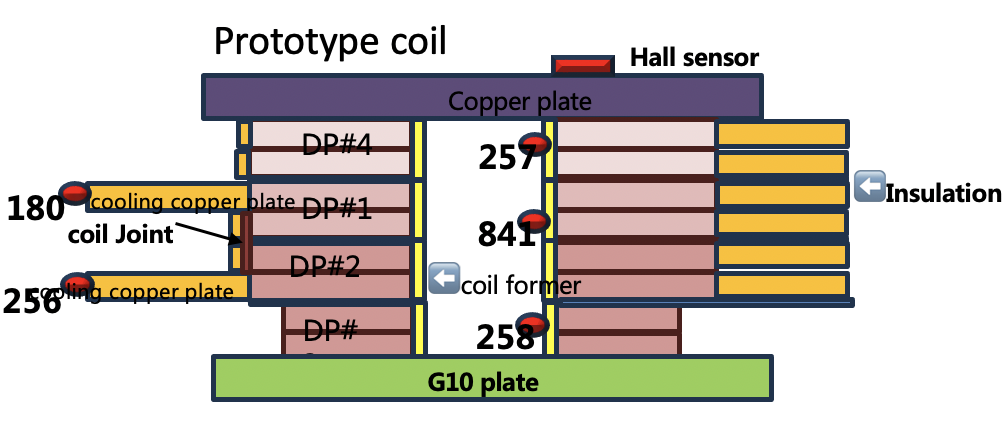 Prototype coil
Hall sensor
Copper plate
DP#4
257
180
cooling copper plate
DP#1
Insulation
coil Joint
841
DP#2
256
cooling copper plate
coil former
DP#
258
G10 plate